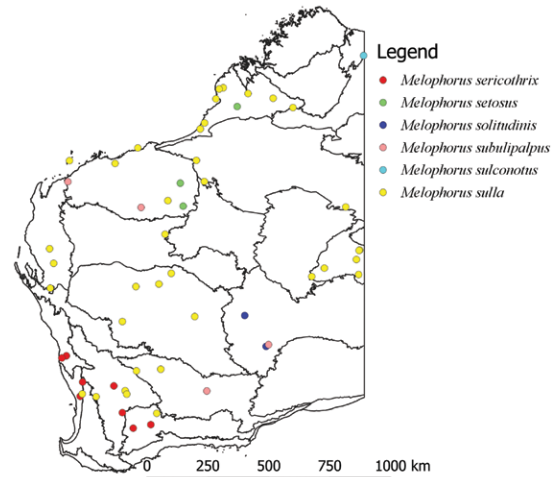 Legend
Melophorus sericothrix
Melophorus setosus
Melophorus solitudinis
Melophorus subulipalpus
Melophorus sulconotus
Melophorus sulla
0 250 500 750 1000 km